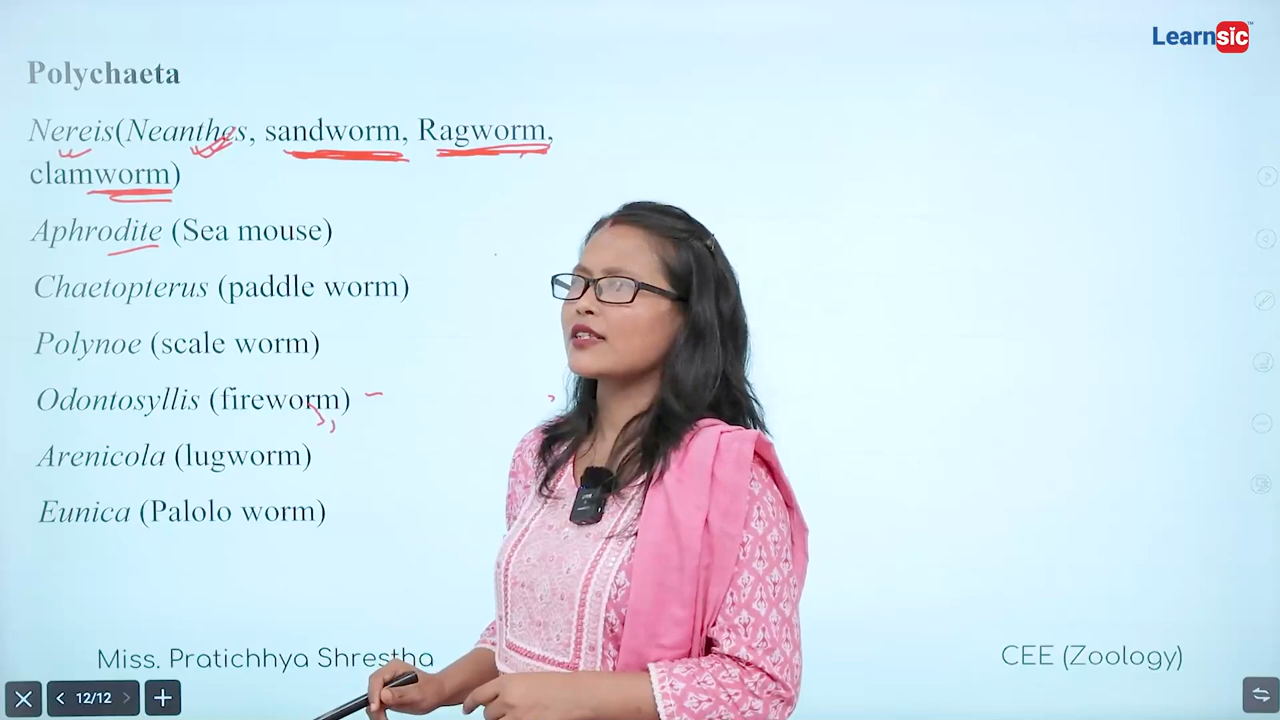 Learnsic
Polychaeta
Nereis(Neanthes, sandworm, Ragworm,
clamworm)
Aphrodite (Sea mouse)
Chaetopterus (paddle worm)
Polynoe (scale worm)
Odontosyllis (fireworm)
Arenicola (lugworm)
Eunica (Palolo worm)
Miss. Pratichhya Shrestha
CEE (Zoology)
12/12